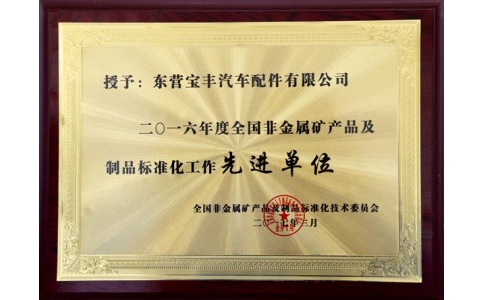 授予：东营宝丰汽车配件有限公司
二〇一六年度全国非金属矿产品及
制品标准化工作先进单位
全国非金属矿产品及制品标准化技术委员会
二〇一七年三月